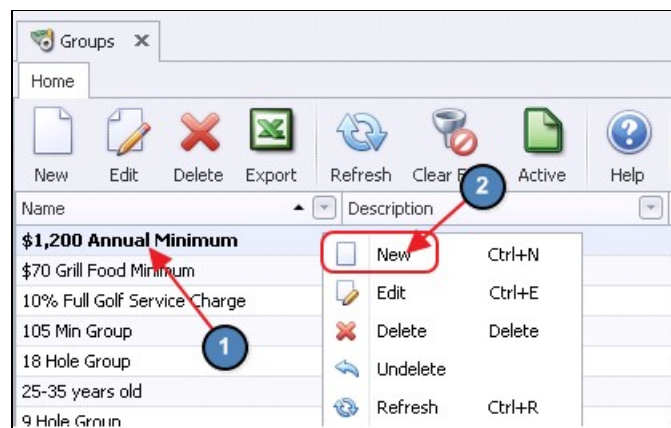 Groups X
Home
New Edit Delete Export Refresh Clear Active Help
Name Description
$1,200 Annual Minimum
$70 Grill Food Minimum
10% Full Golf Service Charge
105 Min Group
18 Hole Group
25-35 years old
9 Hole Group
2
New Ctrl+N
Edit Ctrl+E
Delete Delete
Undelete
Refresh Ctrl+R
1